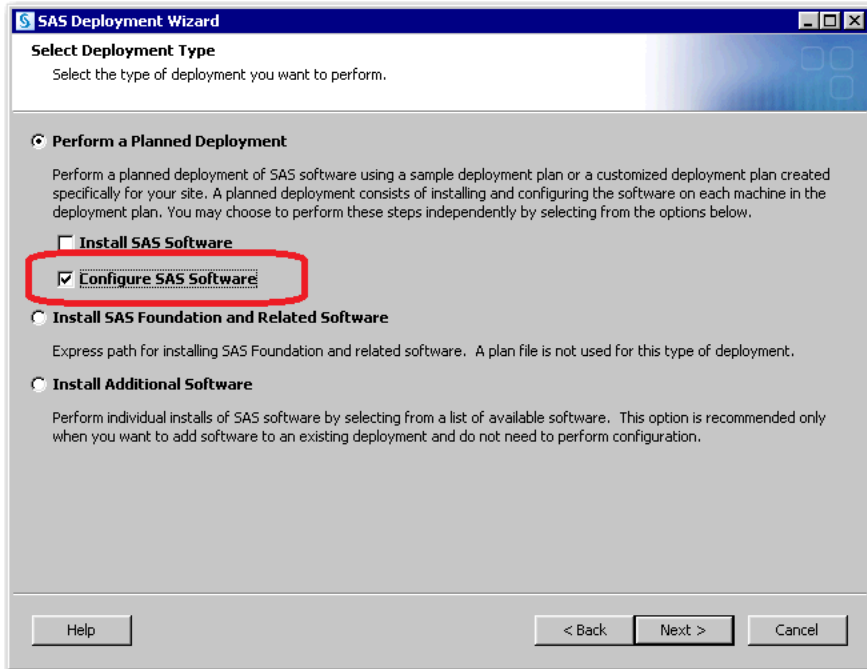 SAS Deployment Wizard
Select Deployment Type
Select the type of deployment you want to perform.
Perform a Planned Deployment
Perform a planned deployment of SAS software using a sample deployment plan or a customized deployment plan created
specifically for your site. A planned deployment consists of installing and configuring the software on each machine in the
deployment plan. You may choose to perform these steps independently by selecting from the options below.
Install SAS Software
Configure SAS Software
Install SAS Foundation and Related Software
Express path for installing SAS Foundation and related software. A plan file is not used for this type of deployment.
Install Additional Software
Perform individual installs of SAS software by selecting from a list of available software. This option is recommended only
when you want to add software to an existing deployment and do not need to perform configuration.
Help
< Back
Next >
Cancel